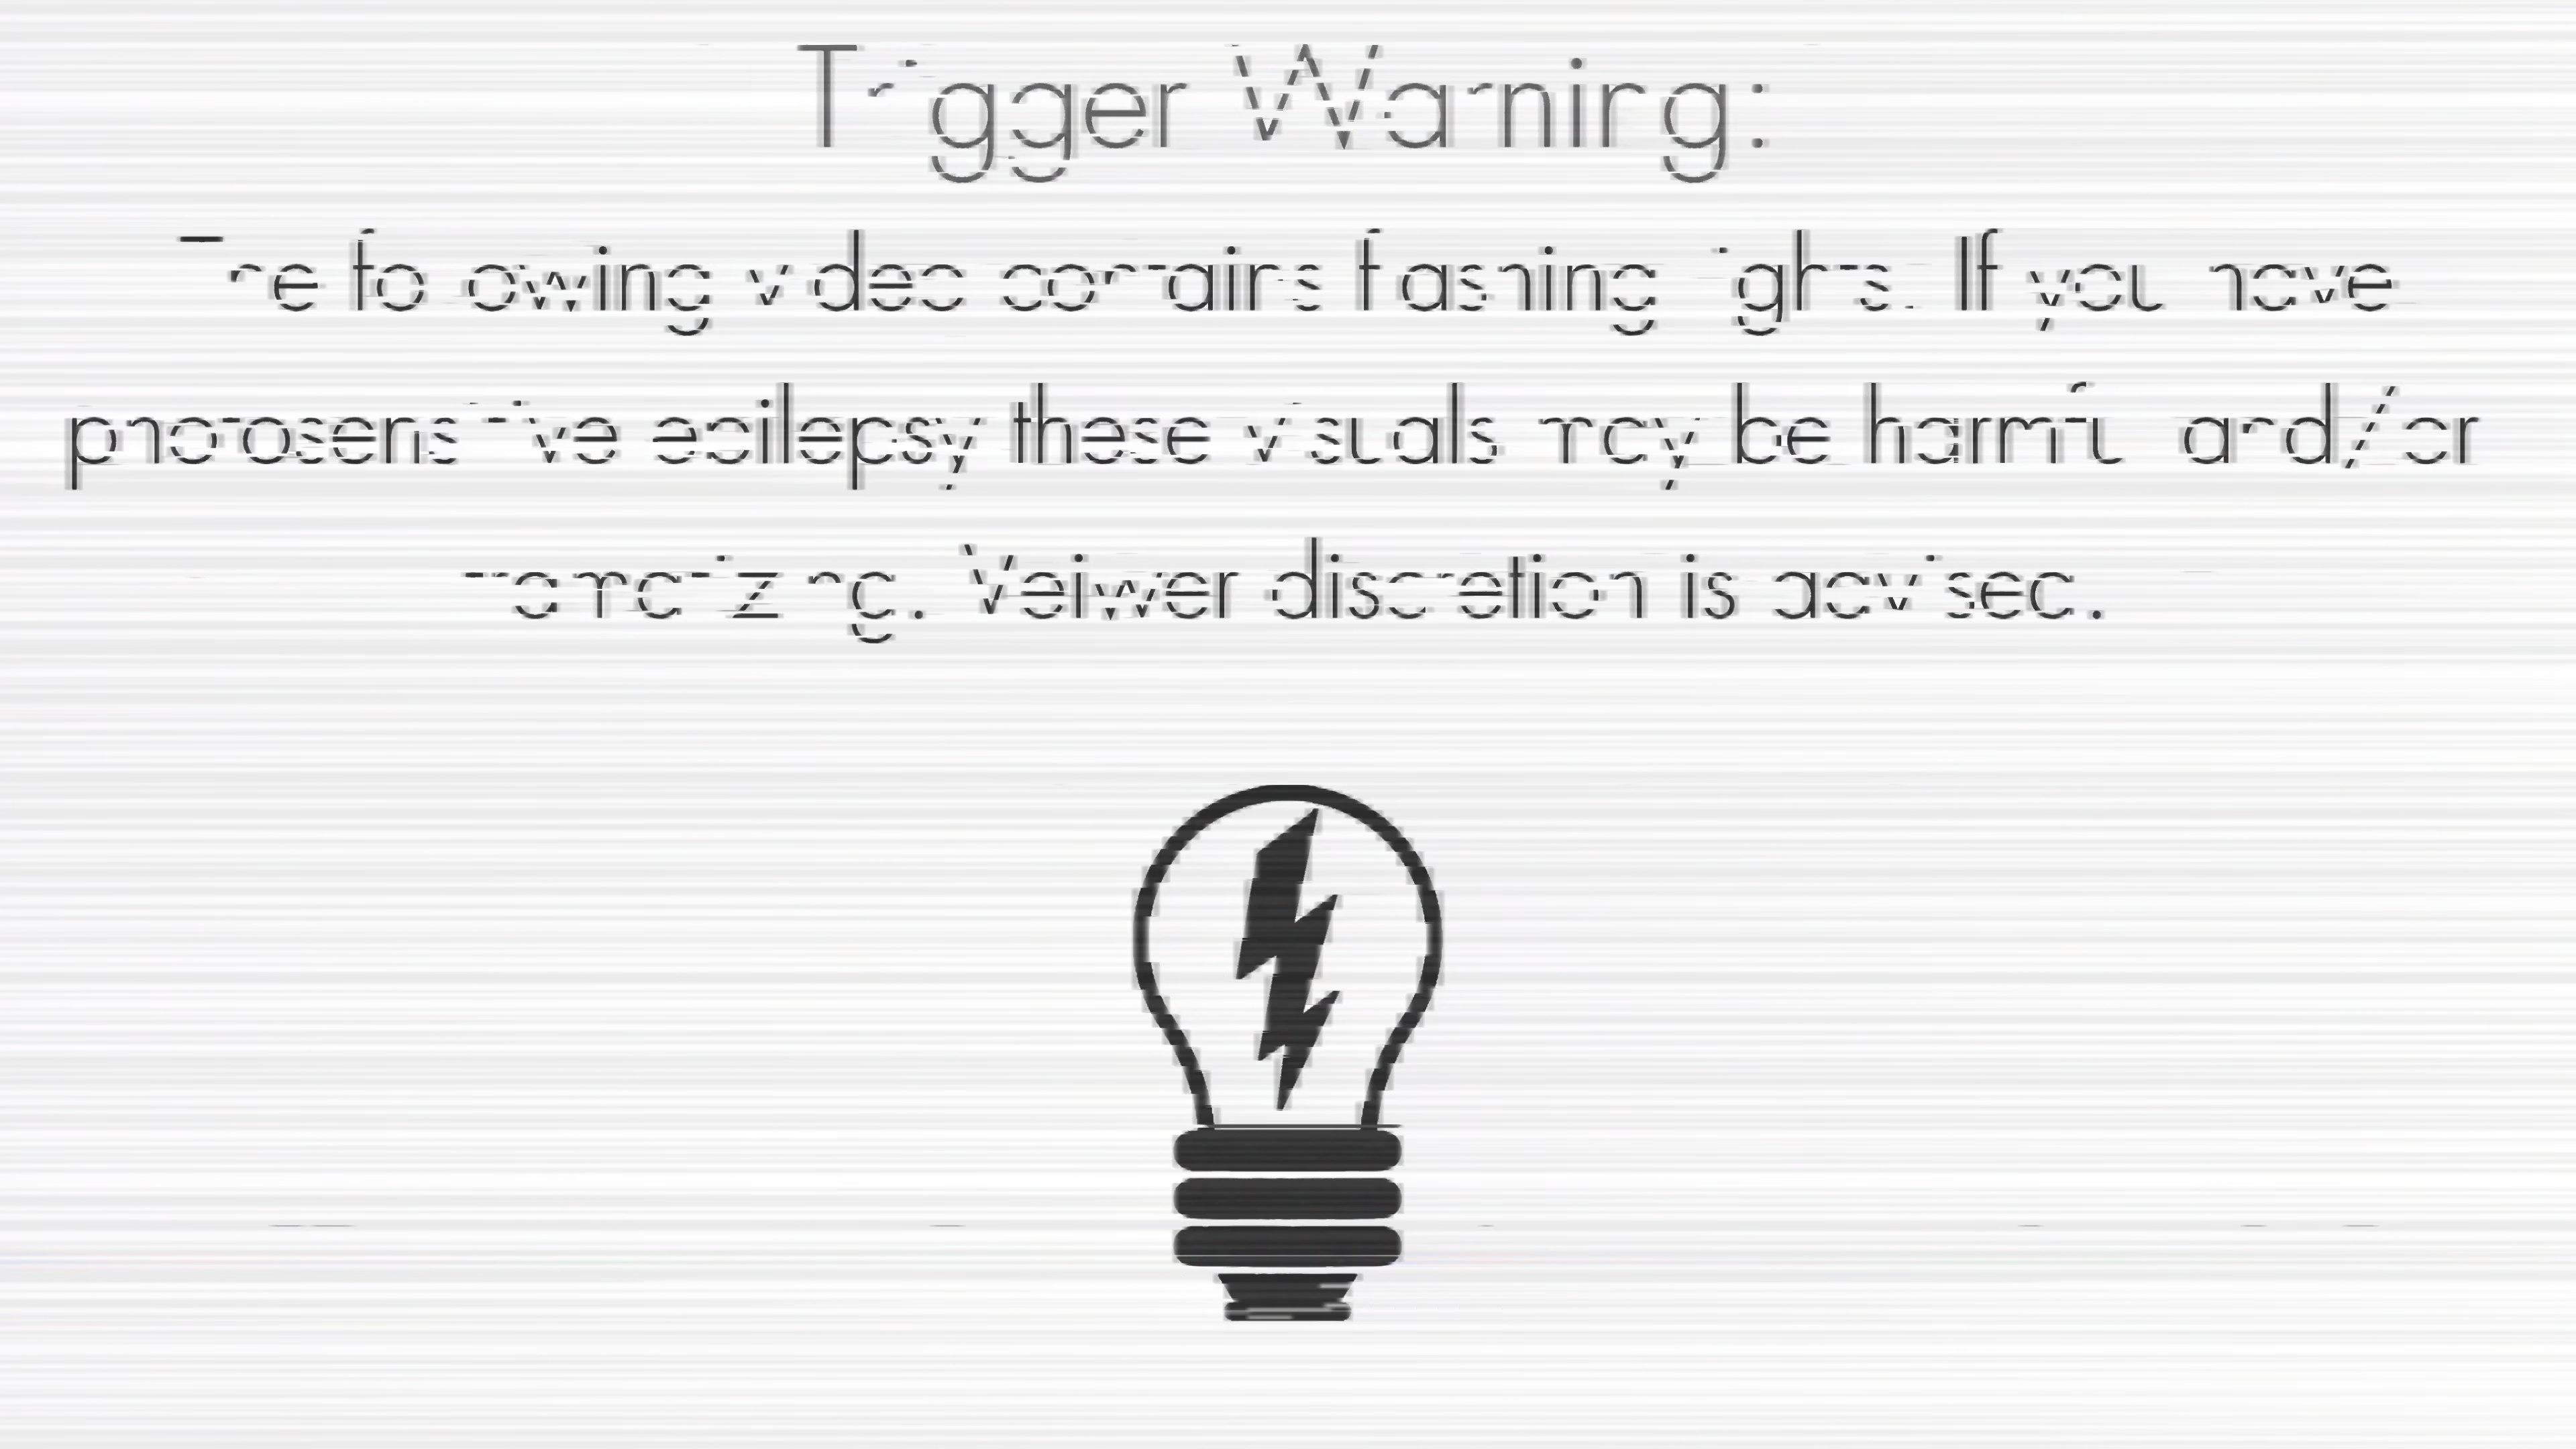 Trigger Warning:
The following video contains flashing lights. If you have
photosensitive epilepsy these visuals may be harmful and/or
tramatizing. Veiwer discretion is advised.